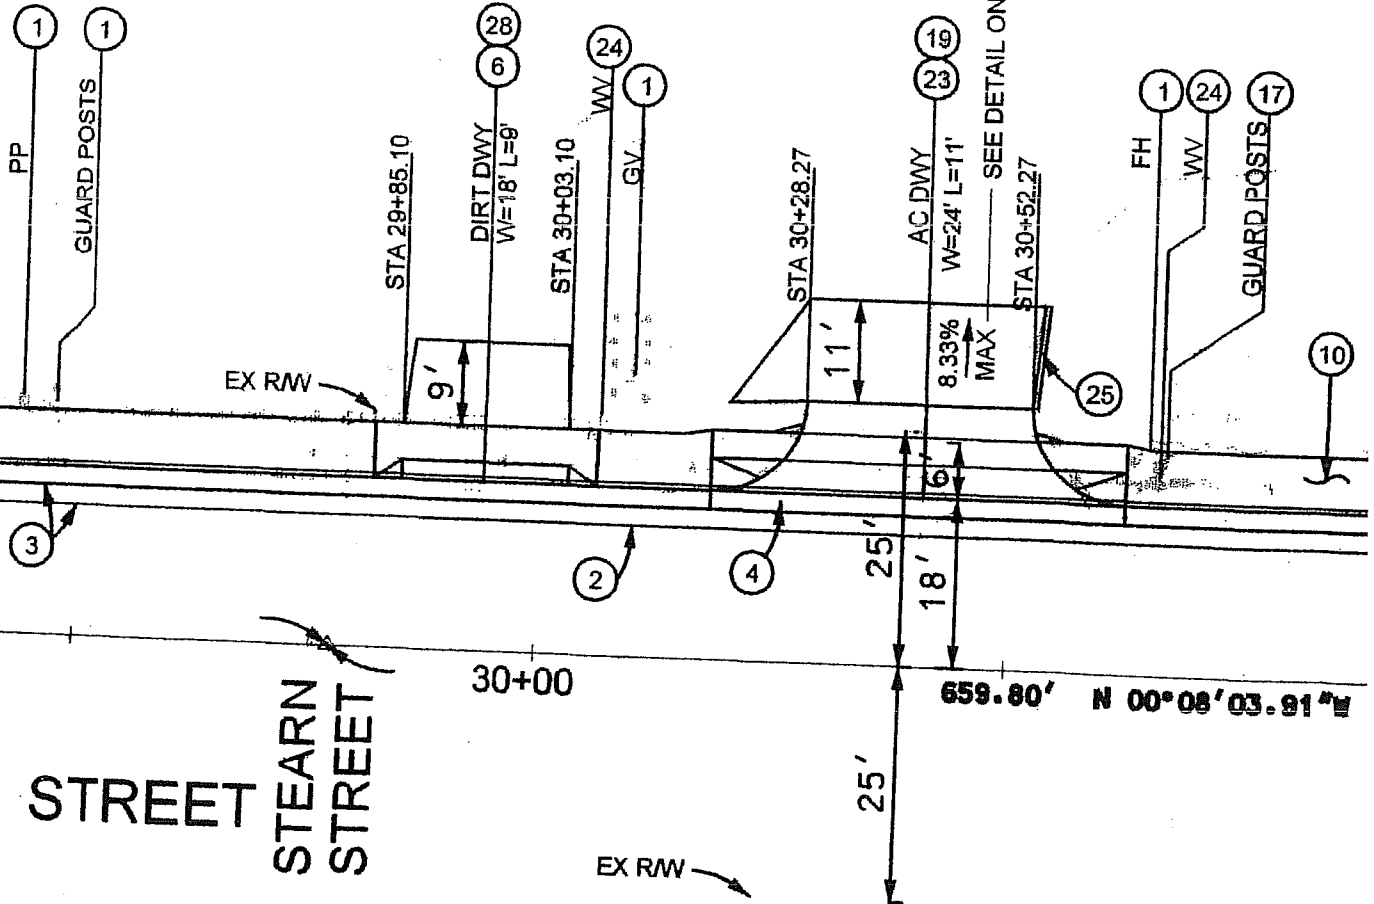 1
1
28
6
24
1
19
23
SEE DETAIL ON
1
24
17
PP
GUARD POSTS
STA 29+85.10
DIRT DWY
W=18' L=9'
STA 30+03.10
WV
GV
STA 30+28.27
AC DWY
W=24' L=11'
STA 30+52.27
FH
WV
GUARD POSTS
EX R/W
9'
11'
8.33%
MAX
25
10
6'
3
2
4
25'
18'
30+00
659.80' N 00°08'03.91"W
STREET
STEARN
STREET
25'
EX R/W